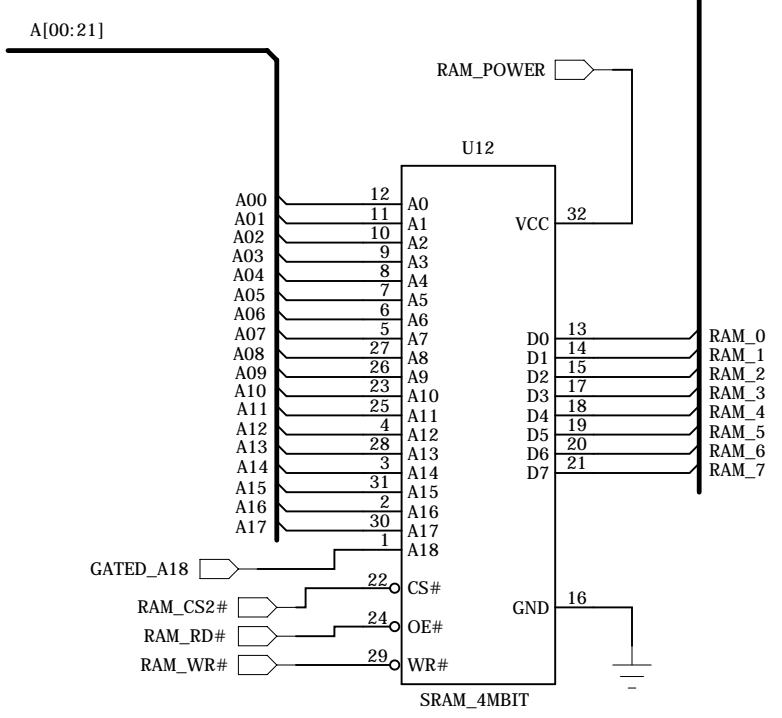 A[00:21]
RAM_POWER
U12
A00 12 A0
A01 11 A1
VCC 32
A02 10 A2
A03 9 A3
A04 8 A4
A05 7 A5
A06 6 A6
A07 5 A7
D0 13 RAM_0
A08 27 A8
D1 14 RAM_1
A09 26 A9
D2 15 RAM_2
A10 23 A10
D3 17 RAM_3
A11 25 A11
D4 18 RAM_4
A12 4 A12
D5 19 RAM_5
A13 28 A13
D6 20 RAM_6
A14 3 A14
D7 21 RAM_7
A15 31 A15
A16 2 A16
A17 30 A17
GATED_A18 1 A18
RAM_CS2# 22 CS#
GND 16
RAM_RD# 24 OE#
RAM_WR# 29 WR#
SRAM_4MBIT